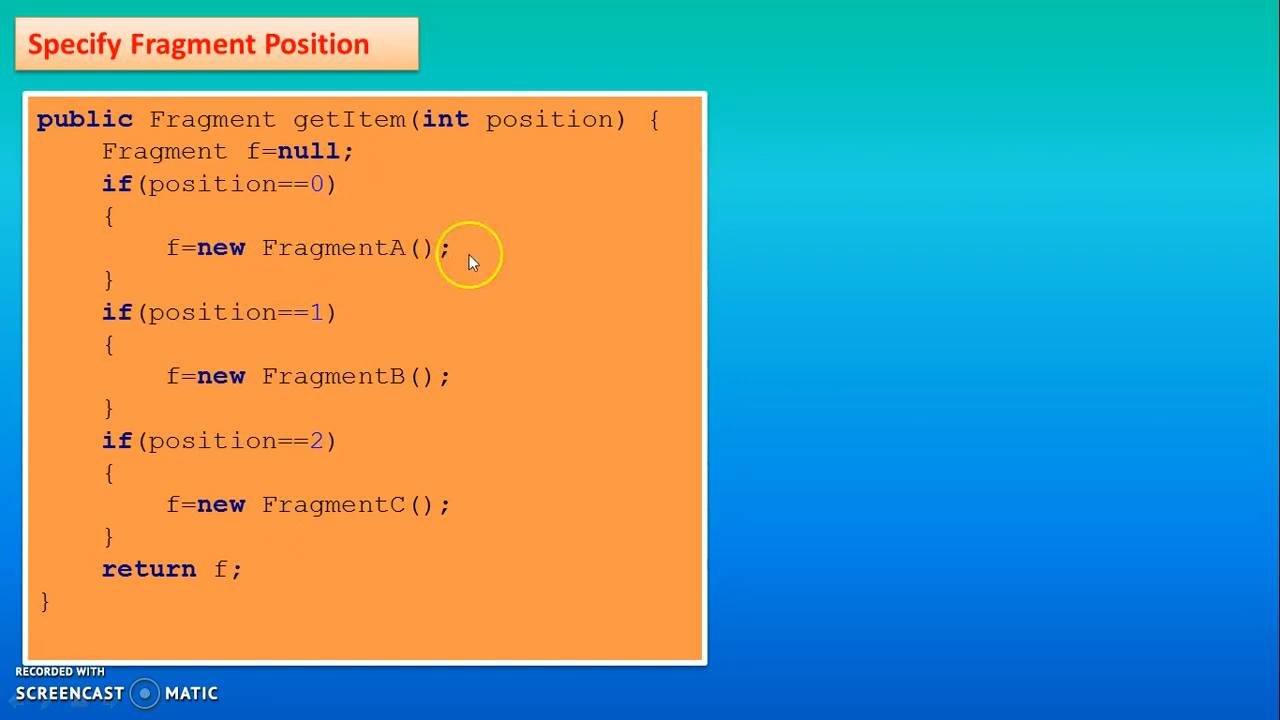 Specify Fragment Position
public Fragment getItem(int position) {
Fragment f=null;
if(position==0)
{
f=new FragmentA();
}
if(position==1)
{
f=new FragmentB();
}
if(position==2)
{
f=new FragmentC();
}
return f;
}
RECORDED WITH
SCREENCAST MATIC